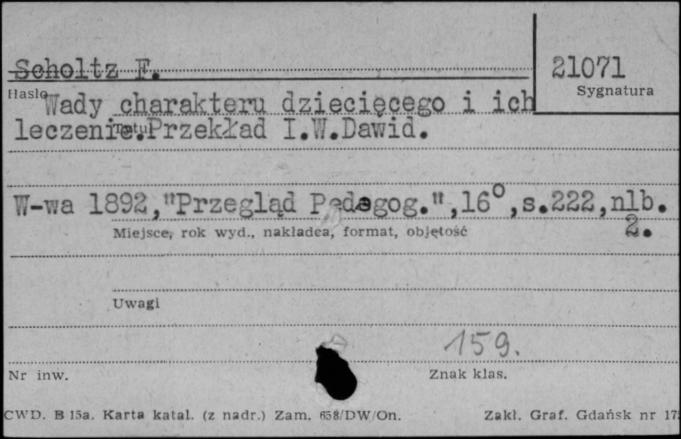 Scholtz F.
21071
Hasło
Sygnatura
Wady charakteru dziecięcego i ich
leczenie.Przekład I.W.Dawid.
Tytuł
W-wa 1892,"Przegląd Pedagog.",16°,s.222,nlb.
2.
Miejsce, rok wyd., nakładca, format, objętość
Uwagi
159.
Nr inw.
Znak klas.
CWD. B 15a. Karta katal. (z nadr.) Zam. 658/DW/On.
Zakł. Graf. Gdańsk nr